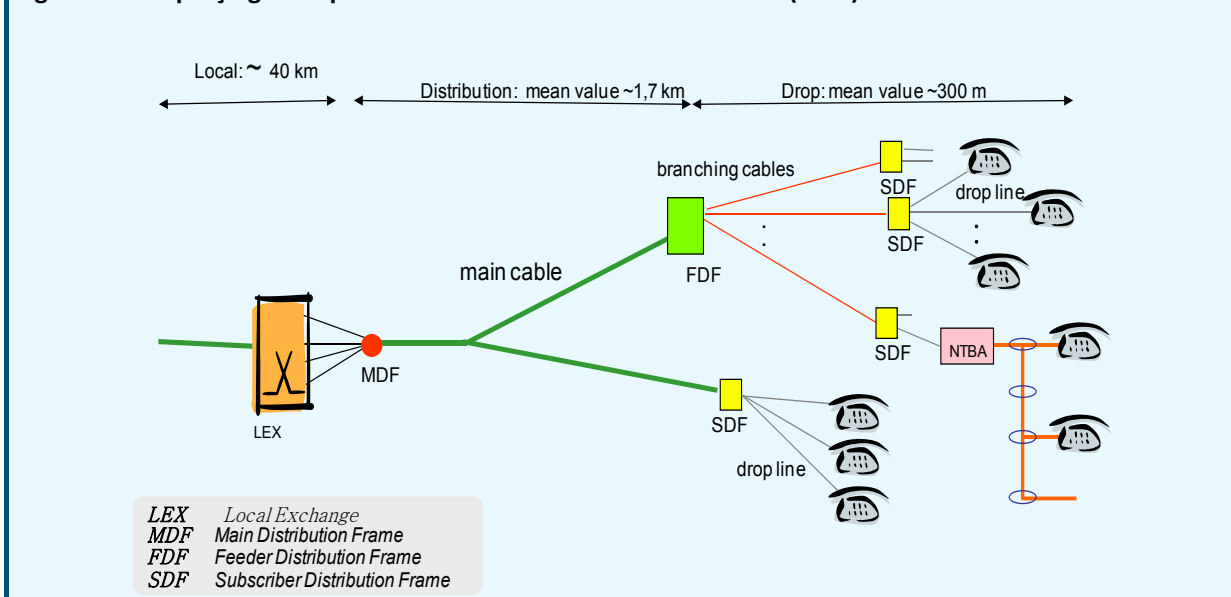 Local: ~ 40 km
Distribution: mean value ~1,7 km
Drop: mean value ~300 m
branching cables
SDF
drop line
SDF
FDF
main cable
SDF
NTBA
MDF
LEX
SDF
drop line
LEX Local Exchange
MDF Main Distribution Frame
FDF Feeder Distribution Frame
SDF Subscriber Distribution Frame